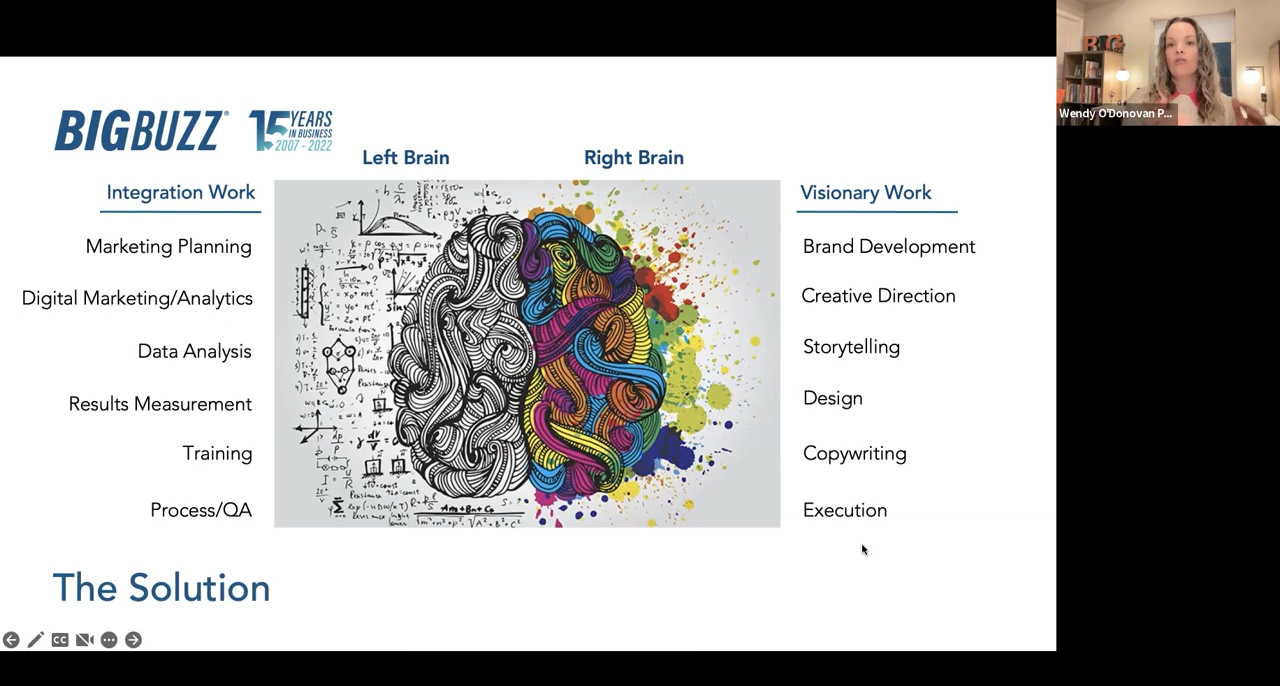 BIGBUZZ®
15 YEARS
IN BUSINESS
2007 - 2022
Left Brain
Right Brain
Integration Work
Marketing Planning
Digital Marketing/Analytics
Data Analysis
Results Measurement
Training
Process/QA
Visionary Work
Brand Development
Creative Direction
Storytelling
Design
Copywriting
Execution
The Solution
CC
BIG
Wendy O'Donovan P...